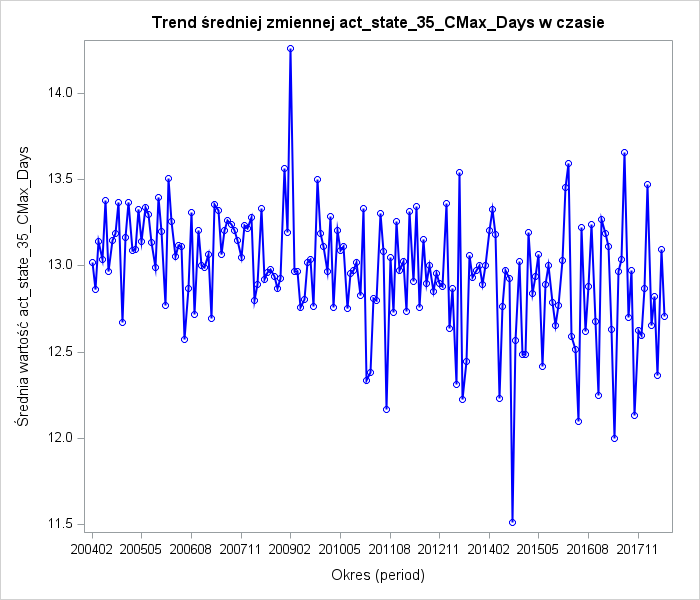 Trend średniej zmiennej act_state_35_CMax_Days w czasie
Średnia wartość act_state_35_CMax_Days
14.0
13.5
13.0
12.5
12.0
11.5
200402 200505 200608 200711 200902 201005 201108 201211 201402 201505 201608 201711
Okres (period)